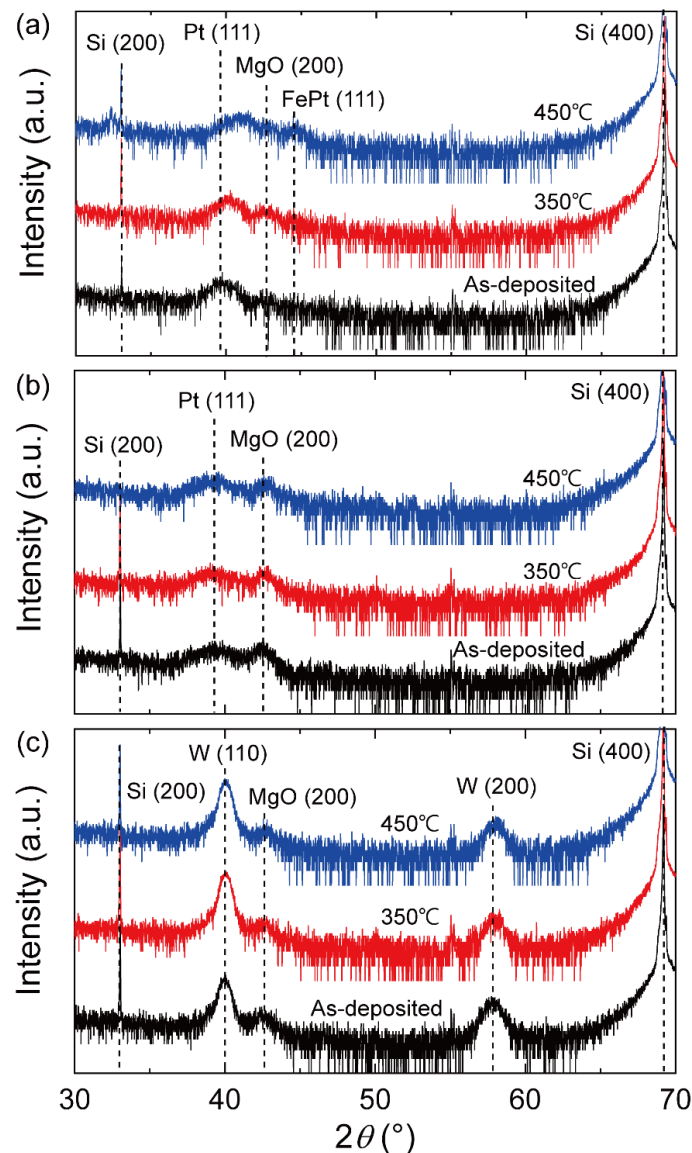 (a)
Si (200)
Pt (111)
MgO (200)
FePt (111)
Si (400)
450℃
350℃
As-deposited
Intensity (a.u.)
(b)
Si (200)
Pt (111)
MgO (200)
Si (400)
450℃
350℃
As-deposited
Intensity (a.u.)
(c)
W (110)
Si (200)
MgO (200)
W (200)
Si (400)
450℃
350℃
As-deposited
Intensity (a.u.)
30 40 50 60 70
2θ (°)